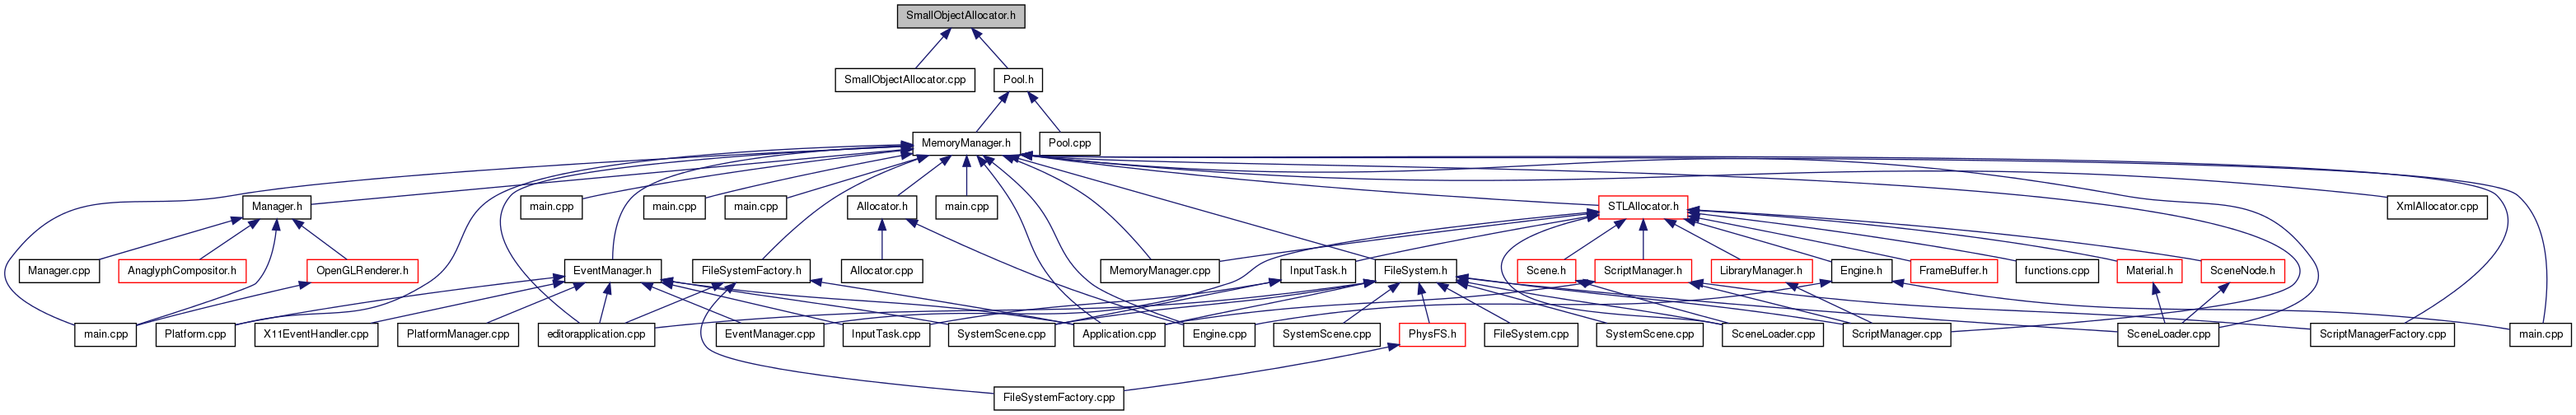 SmallObjectAllocator.h
SmallObjectAllocator.cpp
Pool.h
MemoryManager.h
Pool.cpp
Manager.h
main.cpp
main.cpp
main.cpp
Allocator.h
main.cpp
STLAllocator.h
XmlAllocator.cpp
Manager.cpp
AnaglyphCompositor.h
OpenGLRenderer.h
EventManager.h
FileSystemFactory.h
Allocator.cpp
MemoryManager.cpp
InputTask.h
FileSystem.h
Scene.h
ScriptManager.h
LibraryManager.h
Engine.h
FrameBuffer.h
functions.cpp
Material.h
SceneNode.h
main.cpp
Platform.cpp
X11EventHandler.cpp
PlatformManager.cpp
editorapplication.cpp
EventManager.cpp
InputTask.cpp
SystemScene.cpp
Application.cpp
Engine.cpp
SystemScene.cpp
PhysFS.h
FileSystem.cpp
SystemScene.cpp
SceneLoader.cpp
ScriptManager.cpp
SceneLoader.cpp
ScriptManagerFactory.cpp
main.cpp
FileSystemFactory.cpp